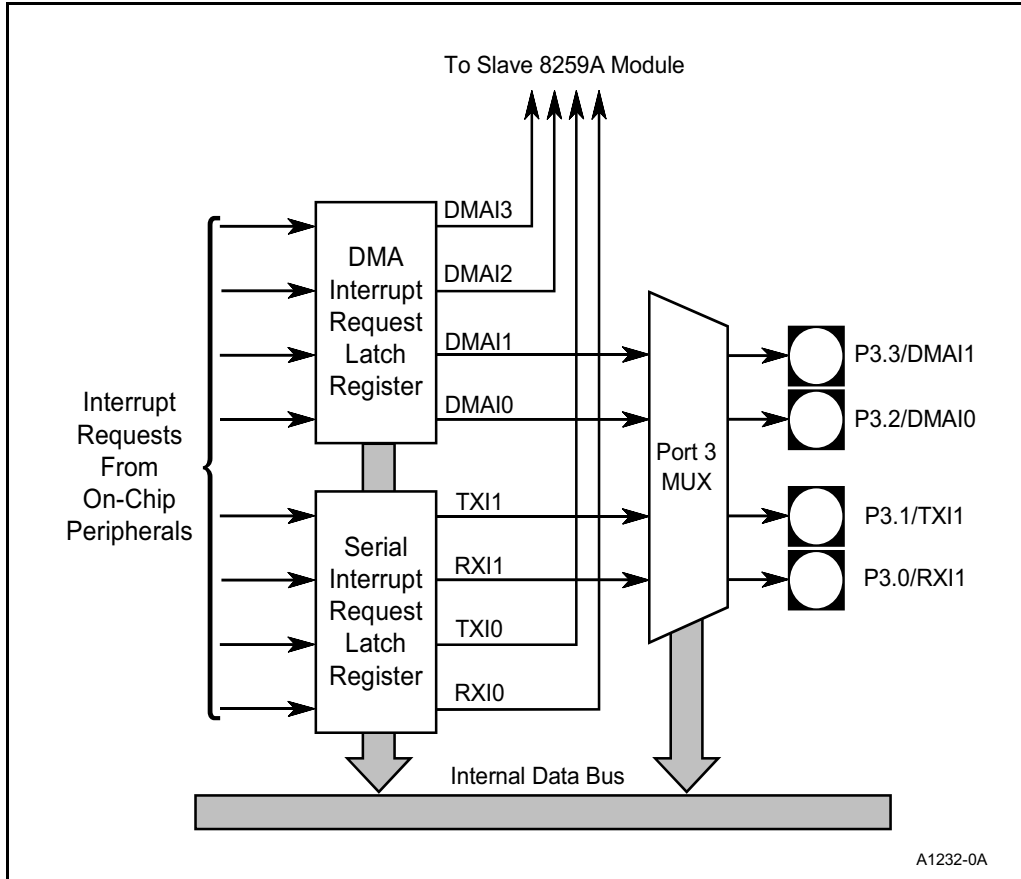 To Slave 8259A Module
DMAI3
DMA
Interrupt
Request
Latch
Register
DMAI2
DMAI1
DMAI0
P3.3/DMAI1
P3.2/DMAI0
Port 3
MUX
Interrupt
Requests
From
On-Chip
Peripherals
Serial
Interrupt
Request
Latch
Register
TXI1
RXI1
TXI0
RXI0
P3.1/TXI1
P3.0/RXI1
Internal Data Bus
A1232-0A